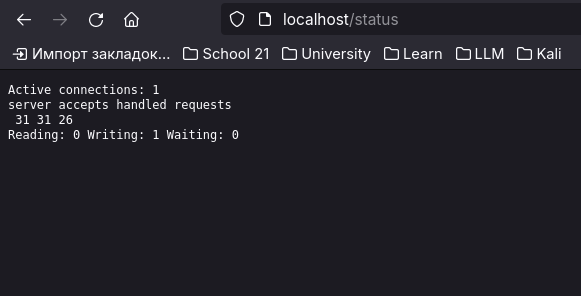 localhost/status
Импорт закладок... School 21 University Learn LLM Kali
Active connections: 1
server accepts handled requests
31 31 26
Reading: 0 Writing: 1 Waiting: 0